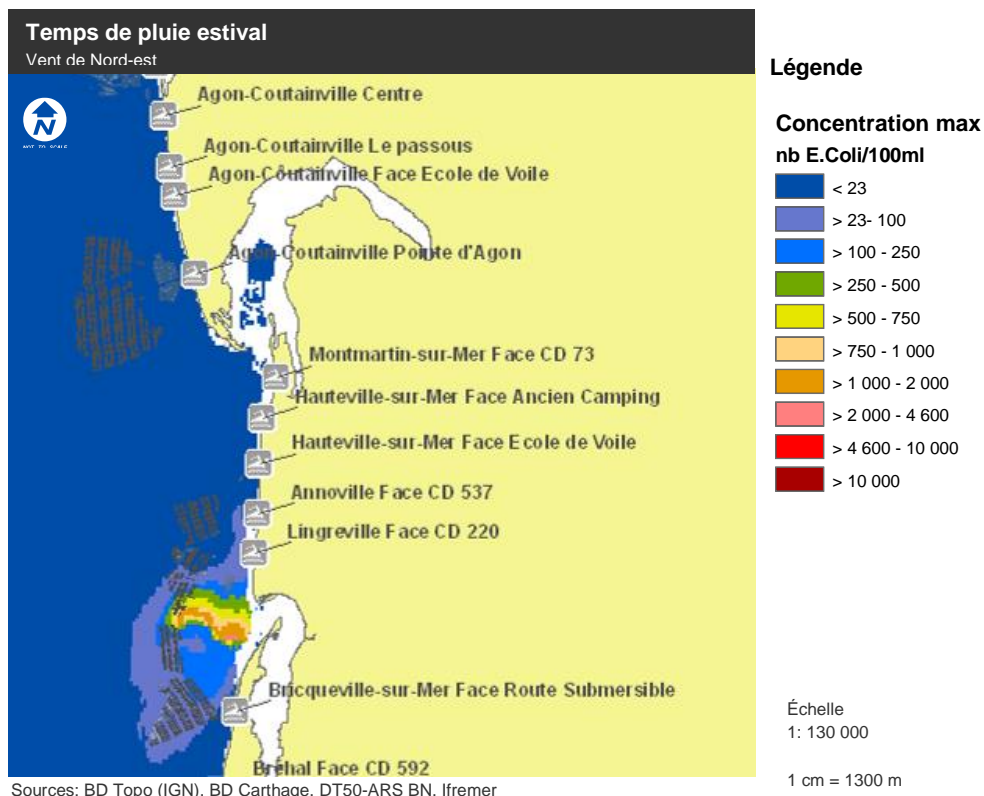 Temps de pluie estival
Vent de Nord-est
N
NOT TO SCALE
Agon-Coutainville Centre
Agon-Coutainville Le passous
Agon-Coutainville Face Ecole de Voile
Agon-Coutainville Pointe d'Agon
Montmartin-sur-Mer Face CD 73
Hauteville-sur-Mer Face Ancien Camping
Hauteville-sur-Mer Face Ecole de Voile
Annoville Face CD 537
Lingreville Face CD 220
Bricqueville-sur-Mer Face Route Submersible
Bréhal Face CD 592
Sources: BD Topo (IGN), BD Carthage, DT50-ARS BN, Ifremer
Légende
Concentration max
nb E.Coli/100ml
< 23
> 23- 100
> 100 - 250
> 250 - 500
> 500 - 750
> 750 - 1 000
> 1 000 - 2 000
> 2 000 - 4 600
> 4 600 - 10 000
> 10 000
Échelle
1: 130 000
1 cm = 1300 m